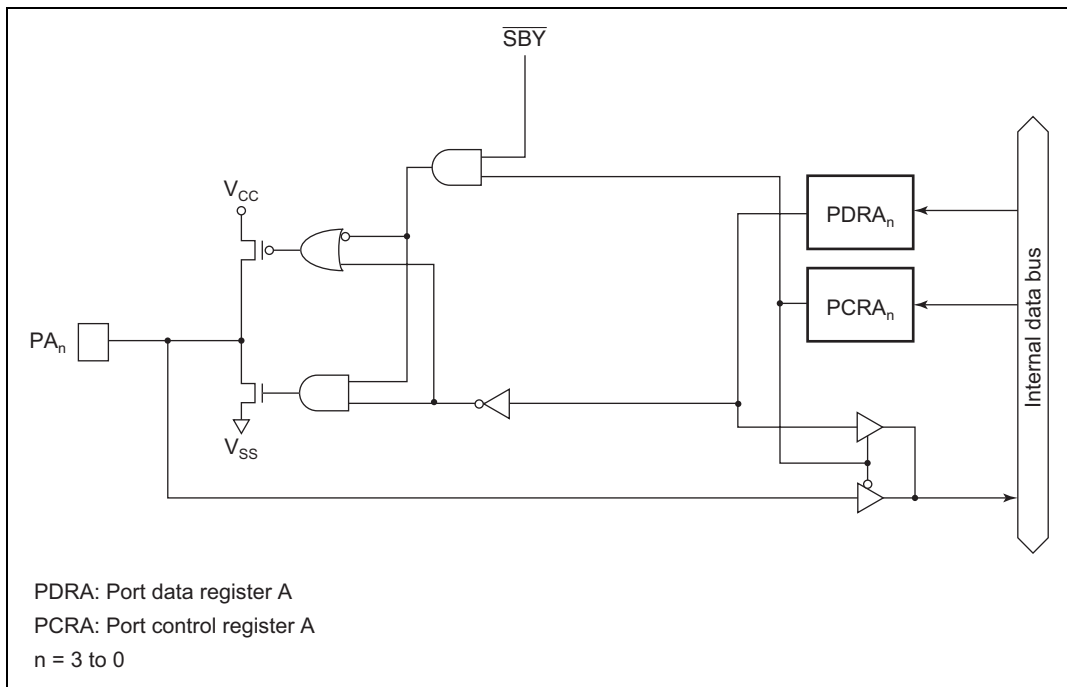 SBY
VCC
PDRAn
PCRAn
PAn
VSS
Internal data bus
PDRA: Port data register A
PCRA: Port control register A
n = 3 to 0